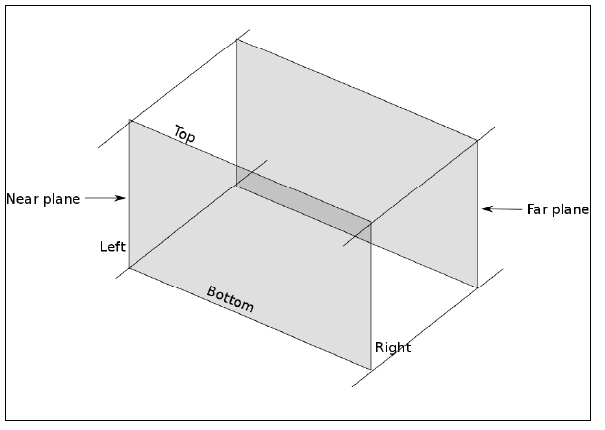 Top
Near plane
Far plane
Left
Bottom
Right